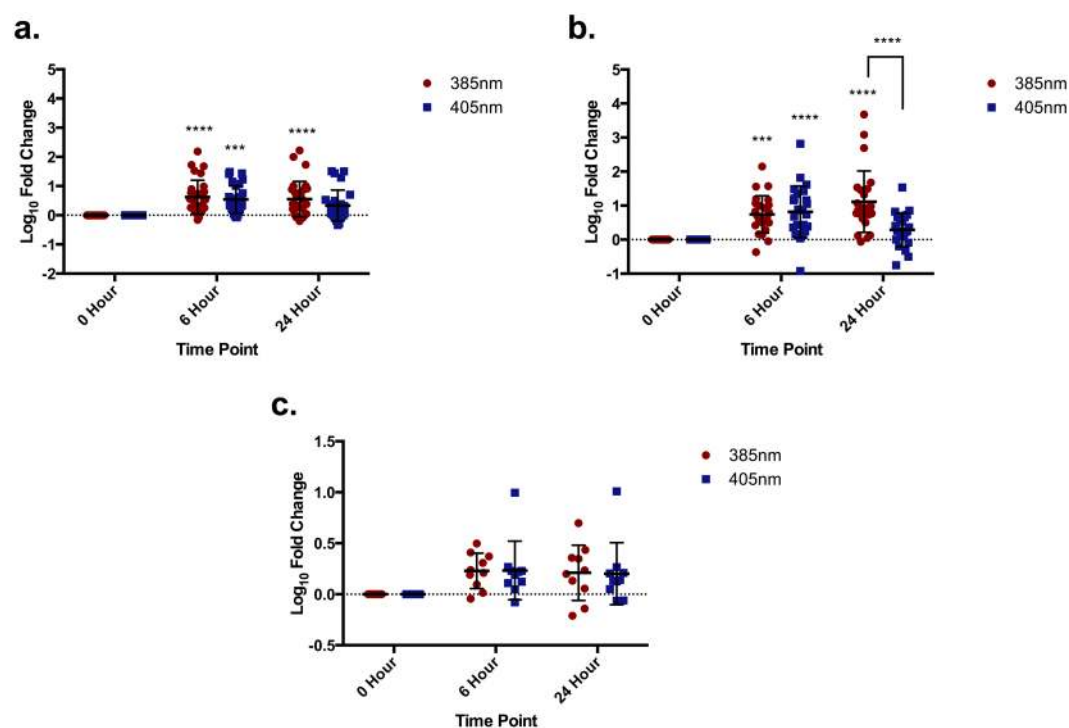 a.
5
4
3
2
1
0
-1
-2
Log10 Fold Change
****
***
****
385nm
405nm
0 Hour
6 Hour
24 Hour
Time Point
b.
5
4
3
2
1
0
-1
Log10 Fold Change
***
****
****
****
385nm
405nm
0 Hour
6 Hour
24 Hour
Time Point
c.
1.5
1.0
0.5
0.0
-0.5
Log10 Fold Change
385nm
405nm
0 Hour
6 Hour
24 Hour
Time Point